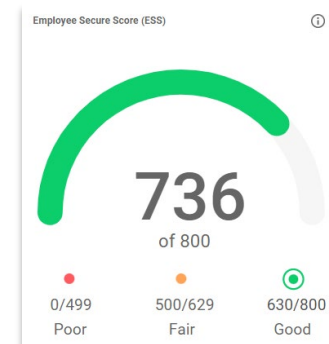 Employee Secure Score (ESS)
736
of 800
0/499 500/629 630/800
Poor Fair Good